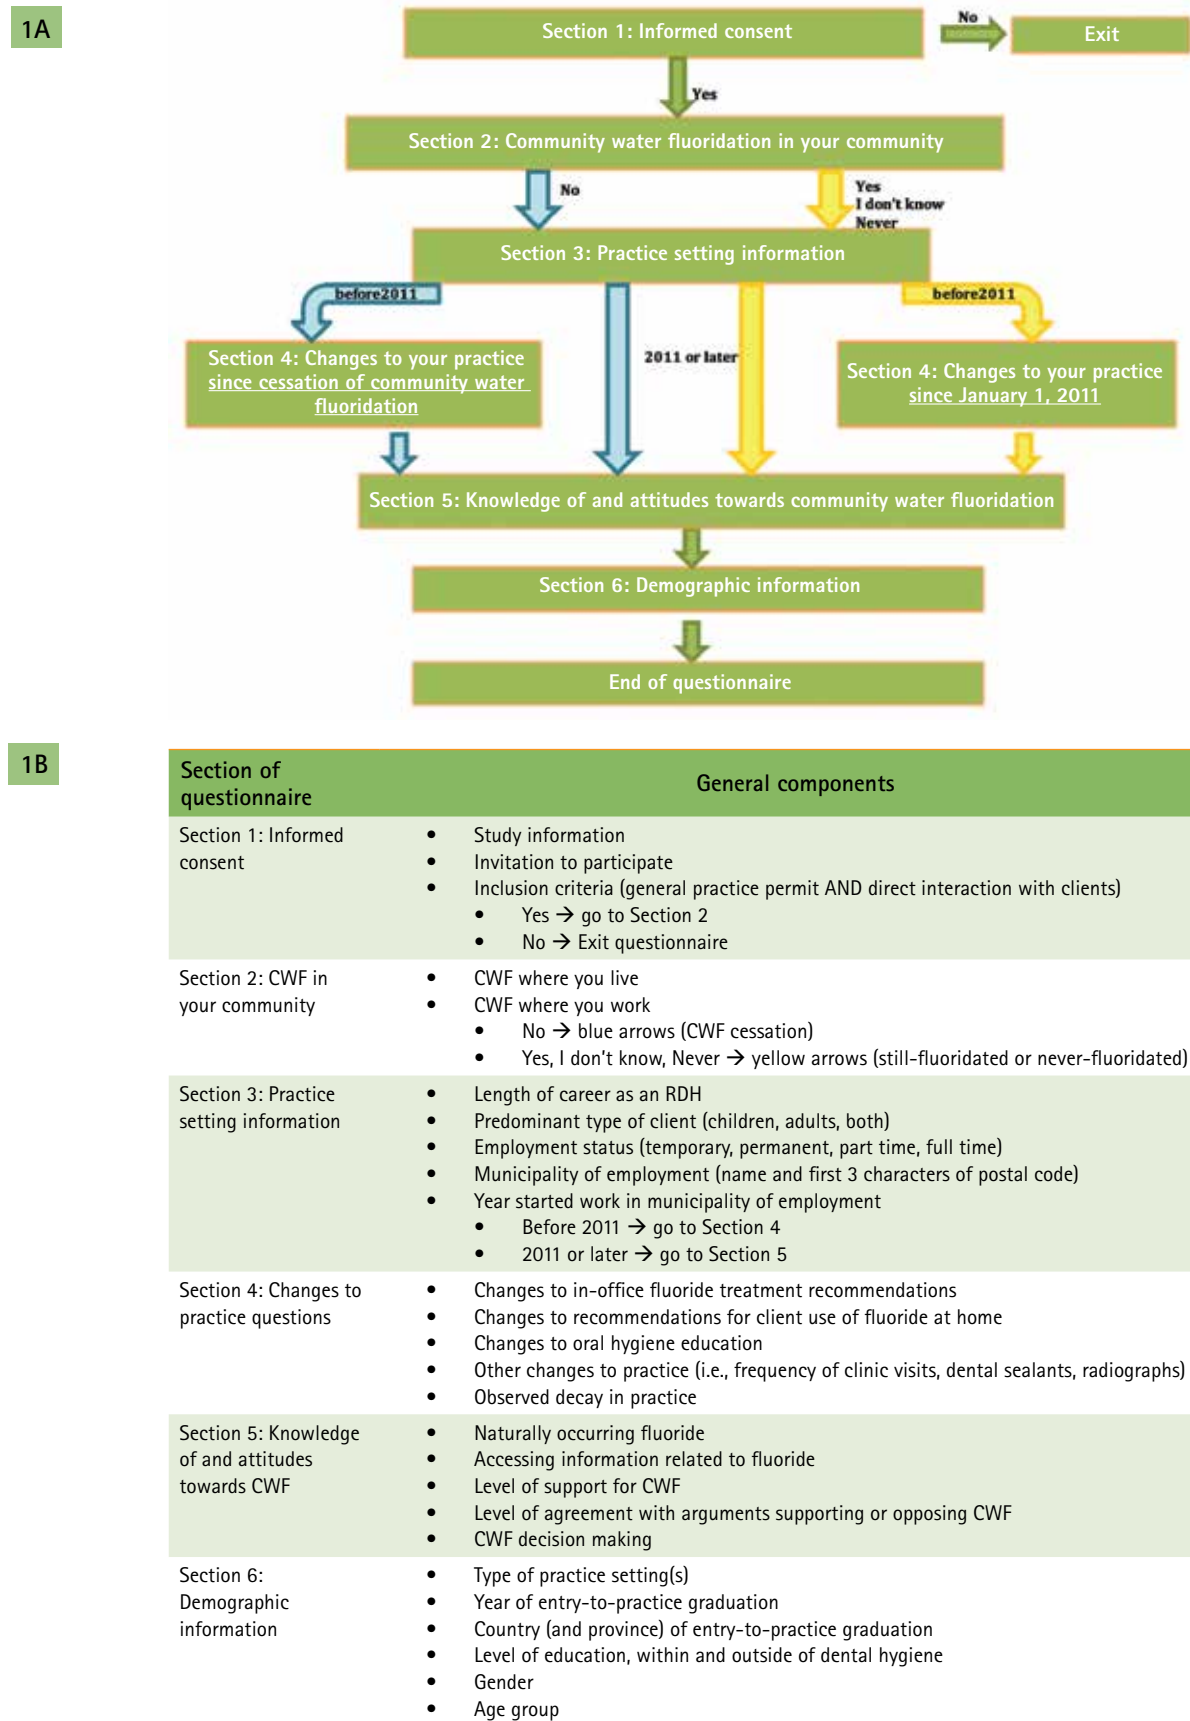 1A
Section 1: Informed consent
No
Exit
Yes
Section 2: Community water fluoridation in your community
No
Yes
I don't know
Never
Section 3: Practice setting information
before2011
before2011
2011 or later
Section 4: Changes to your practice
since cessation of community water
fluoridation
Section 4: Changes to your practice
since January 1, 2011
Section 5: Knowledge of and attitudes towards community water fluoridation
Section 6: Demographic information
End of questionnaire
1B
Section of
questionnaire
General components
Section 1: Informed
consent
• Study information
• Invitation to participate
• Inclusion criteria (general practice permit AND direct interaction with clients)
• Yes → go to Section 2
• No → Exit questionnaire
Section 2: CWF in
your community
• CWF where you live
• CWF where you work
• No → blue arrows (CWF cessation)
• Yes, I don't know, Never → yellow arrows (still-fluoridated or never-fluoridated)
Section 3: Practice
setting information
• Length of career as an RDH
• Predominant type of client (children, adults, both)
• Employment status (temporary, permanent, part time, full time)
• Municipality of employment (name and first 3 characters of postal code)
• Year started work in municipality of employment
• Before 2011 → go to Section 4
• 2011 or later → go to Section 5
Section 4: Changes to
practice questions
• Changes to in-office fluoride treatment recommendations
• Changes to recommendations for client use of fluoride at home
• Changes to oral hygiene education
• Other changes to practice (i.e., frequency of clinic visits, dental sealants, radiographs)
• Observed decay in practice
Section 5: Knowledge
of and attitudes
towards CWF
• Naturally occurring fluoride
• Accessing information related to fluoride
• Level of support for CWF
• Level of agreement with arguments supporting or opposing CWF
• CWF decision making
Section 6:
Demographic
information
• Type of practice setting(s)
• Year of entry-to-practice graduation
• Country (and province) of entry-to-practice graduation
• Level of education, within and outside of dental hygiene
• Gender
• Age group